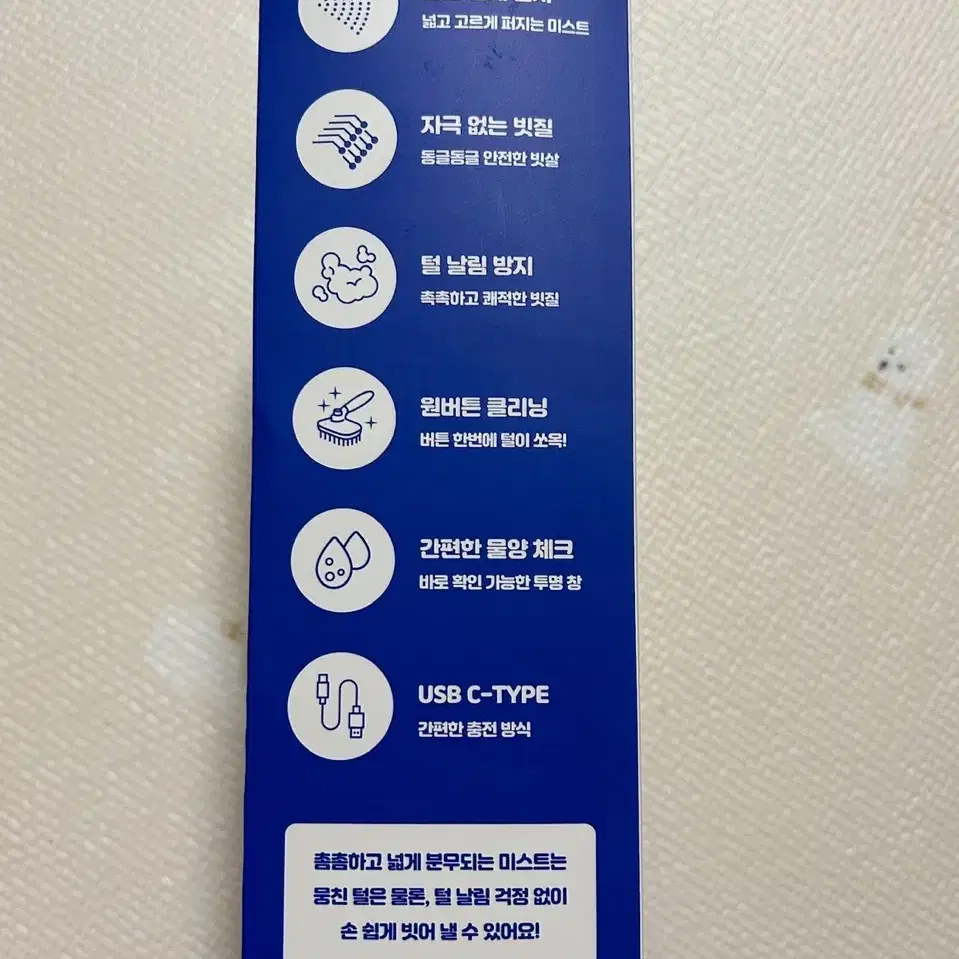 넓고 고르게 퍼지는 미스트
자극 없는 빗질
동글동글 안전한 빗살
털 날림 방지
촉촉하고 쾌적한 빗질
원버튼 클리닝
버튼 한번에 털이 쏘옥!
간편한 물양 체크
바로 확인 가능한 투명 창
USB C-TYPE
간편한 충전 방식
촘촘하고 넓게 분무되는 미스트는
뭉친 털은 물론, 털 날림 걱정 없이
손 쉽게 빗어 낼 수 있어요!